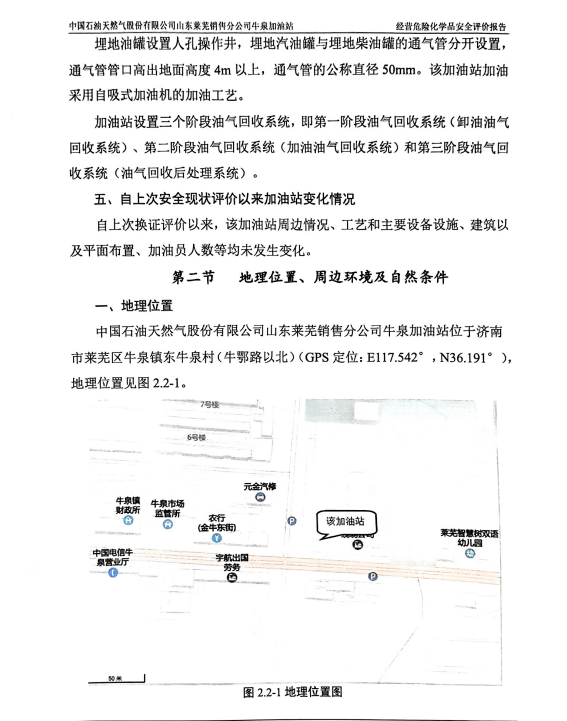 中国石油天然气股份有限公司山东莱芜销售分公司牛泉加油站 经营危险化学品安全评价报告
埋地油罐设置人孔操作井，埋地汽油罐与埋地柴油罐的通气管分开设置，
通气管管口高出地面高度 4m 以上，通气管的公称直径 50mm。该加油站加油
采用自吸式加油机的加油工艺。
加油站设置三个阶段油气回收系统，即第一阶段油气回收系统（卸油油气
回收系统）、第二阶段油气回收系统（加油油气回收系统）和第三阶段油气回
收系统（油气回收后处理系统）。
五、自上次安全现状评价以来加油站变化情况
自上次换证评价以来，该加油站周边情况、工艺和主要设备设施、建筑以
及平面布置、加油员人数等均未发生变化。
第二节 地理位置、周边环境及自然条件
一、地理位置
中国石油天然气股份有限公司山东莱芜销售分公司牛泉加油站位于济南
市莱芜区牛泉镇东牛泉村（牛鄂路以北）（GPS 定位：E117.542°，N36.191°），
地理位置见图 2.2-1。
7号楼
6号楼
元金汽修
牛泉镇
财政所
牛泉市场
监管所
农行
(金牛东街)
P
该加油站
莱芜智慧树双语
幼儿园
中国电信牛
泉营业厅
宇航出国
劳务
P
50 米
图 2.2-1 地理位置图